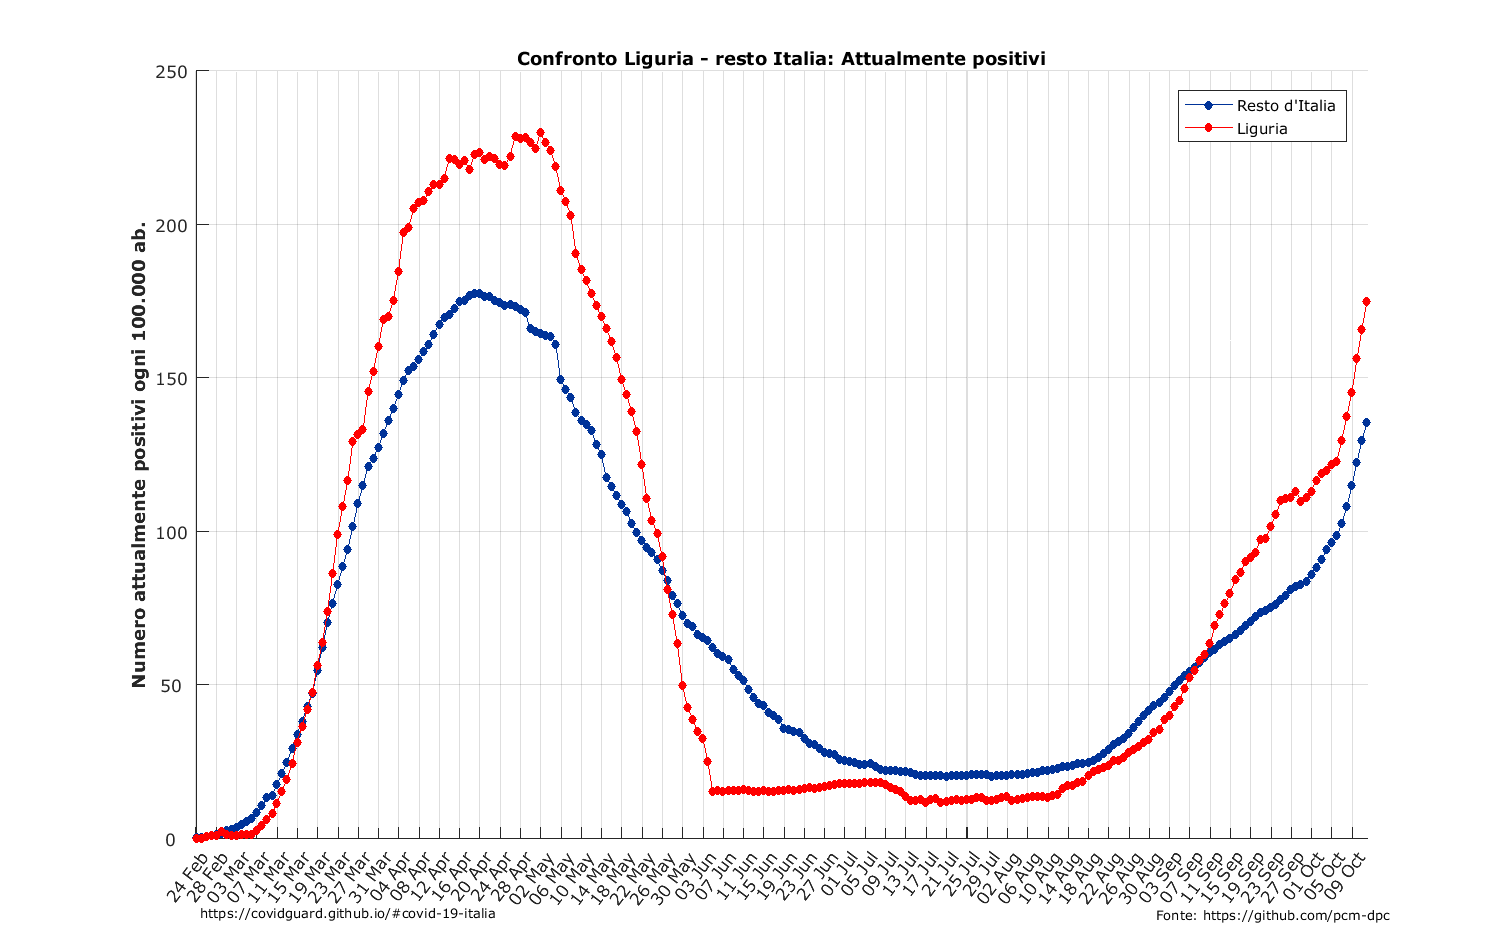 Confronto Liguria - resto Italia: Attualmente positivi
Numero attualmente positivi ogni 100.000 ab.
250
200
150
100
50
0
Resto d'Italia
Liguria
24 Feb
28 Feb
03 Mar
07 Mar
11 Mar
15 Mar
19 Mar
23 Mar
27 Mar
31 Mar
04 Apr
08 Apr
12 Apr
16 Apr
20 Apr
24 Apr
28 Apr
02 May
06 May
10 May
14 May
18 May
22 May
26 May
30 May
03 Jun
07 Jun
11 Jun
15 Jun
19 Jun
23 Jun
27 Jun
01 Jul
05 Jul
09 Jul
13 Jul
17 Jul
21 Jul
25 Jul
29 Jul
02 Aug
06 Aug
10 Aug
14 Aug
18 Aug
22 Aug
26 Aug
30 Aug
03 Sep
07 Sep
11 Sep
15 Sep
19 Sep
23 Sep
27 Sep
01 Oct
05 Oct
09 Oct
https://covidguard.github.io/#covid-19-italia
Fonte: https://github.com/pcm-dpc